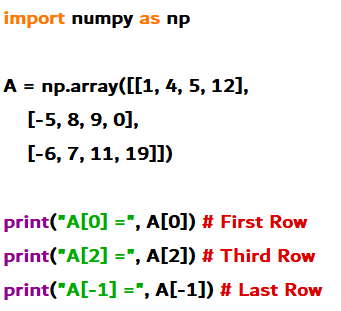 import numpy as np
A = np.array([[1, 4, 5, 12],
[-5, 8, 9, 0],
[-6, 7, 11, 19]])
print("A[0] =", A[0]) # First Row
print("A[2] =", A[2]) # Third Row
print("A[-1] =", A[-1]) # Last Row